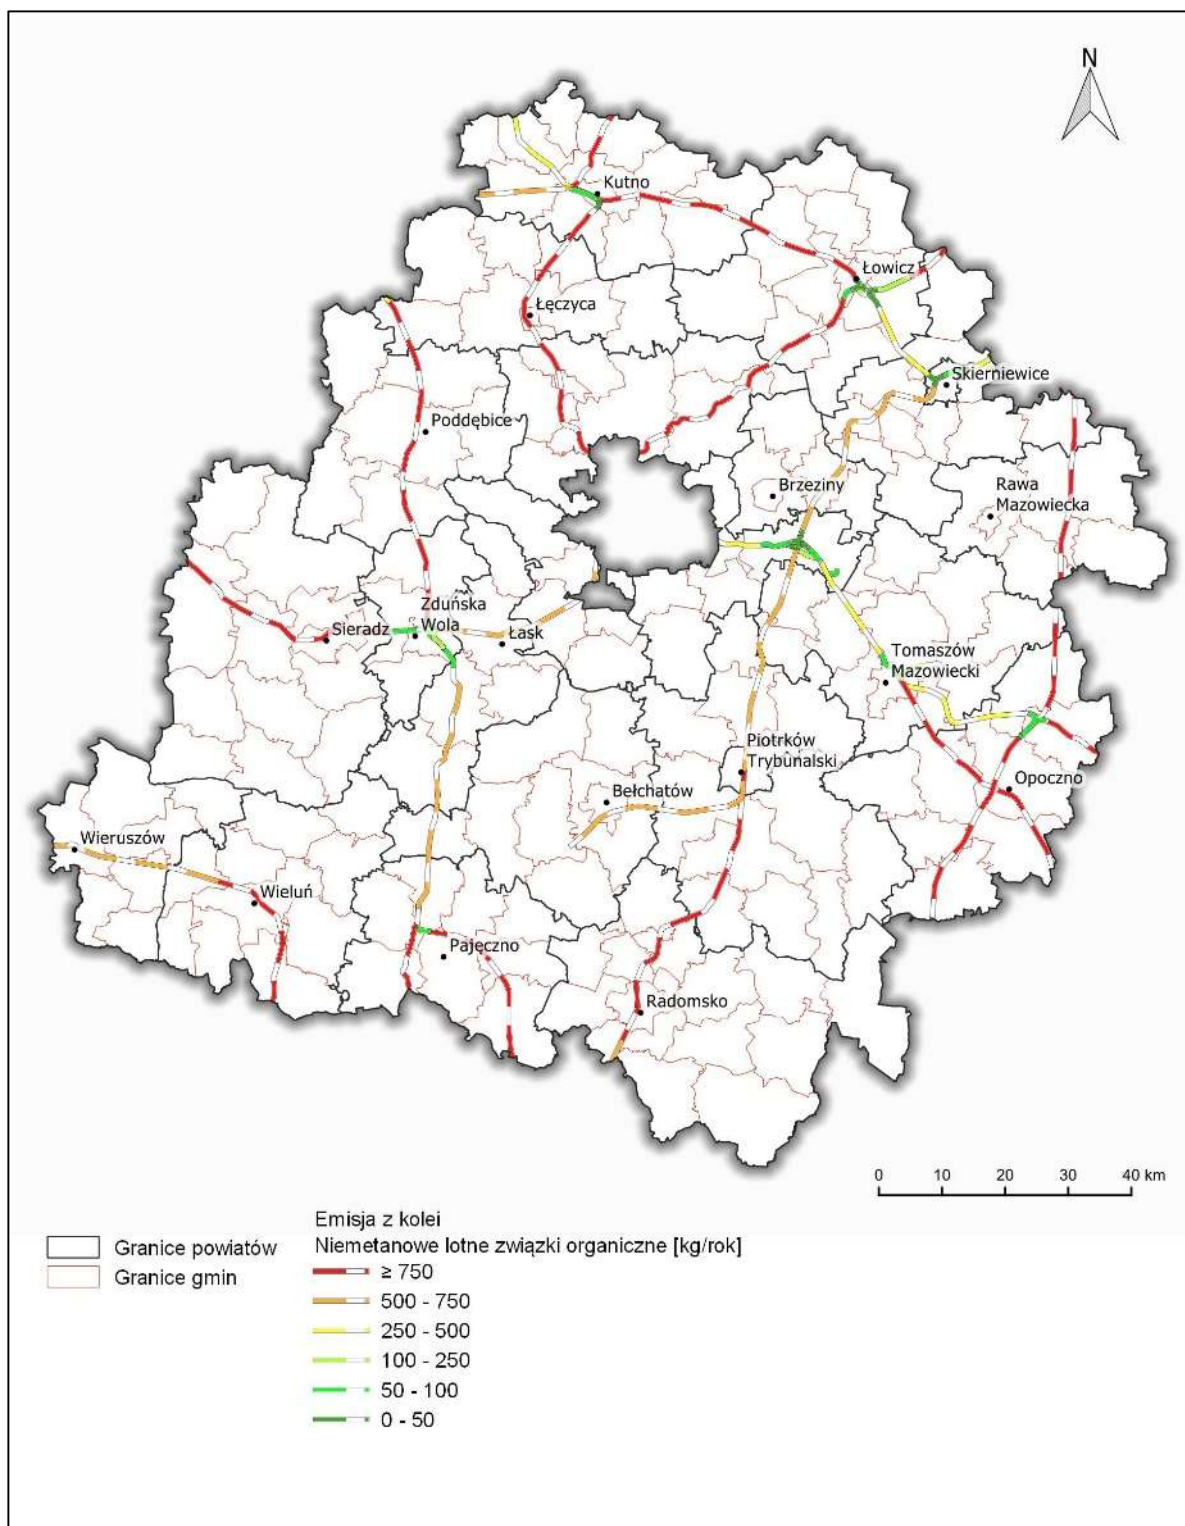 N
Kutno
Łowicz
Łęczyca
Skierniewice
Poddębice
Brzeziny
Rawa
Mazowiecka
Zduńska
Wola
Sieradz
Łask
Tomaszów
Mazowiecki
Piotrków
Trybunalski
Opoczno
Bełchatów
Wieruszów
Wieluń
Pajęczno
Radomsko
0 10 20 30 40 km
Emisja z kolei
Niemetanowe lotne związki organiczne [kg/rok]
Granice powiatów
Granice gmin
≥ 750
500 - 750
250 - 500
100 - 250
50 - 100
0 - 50